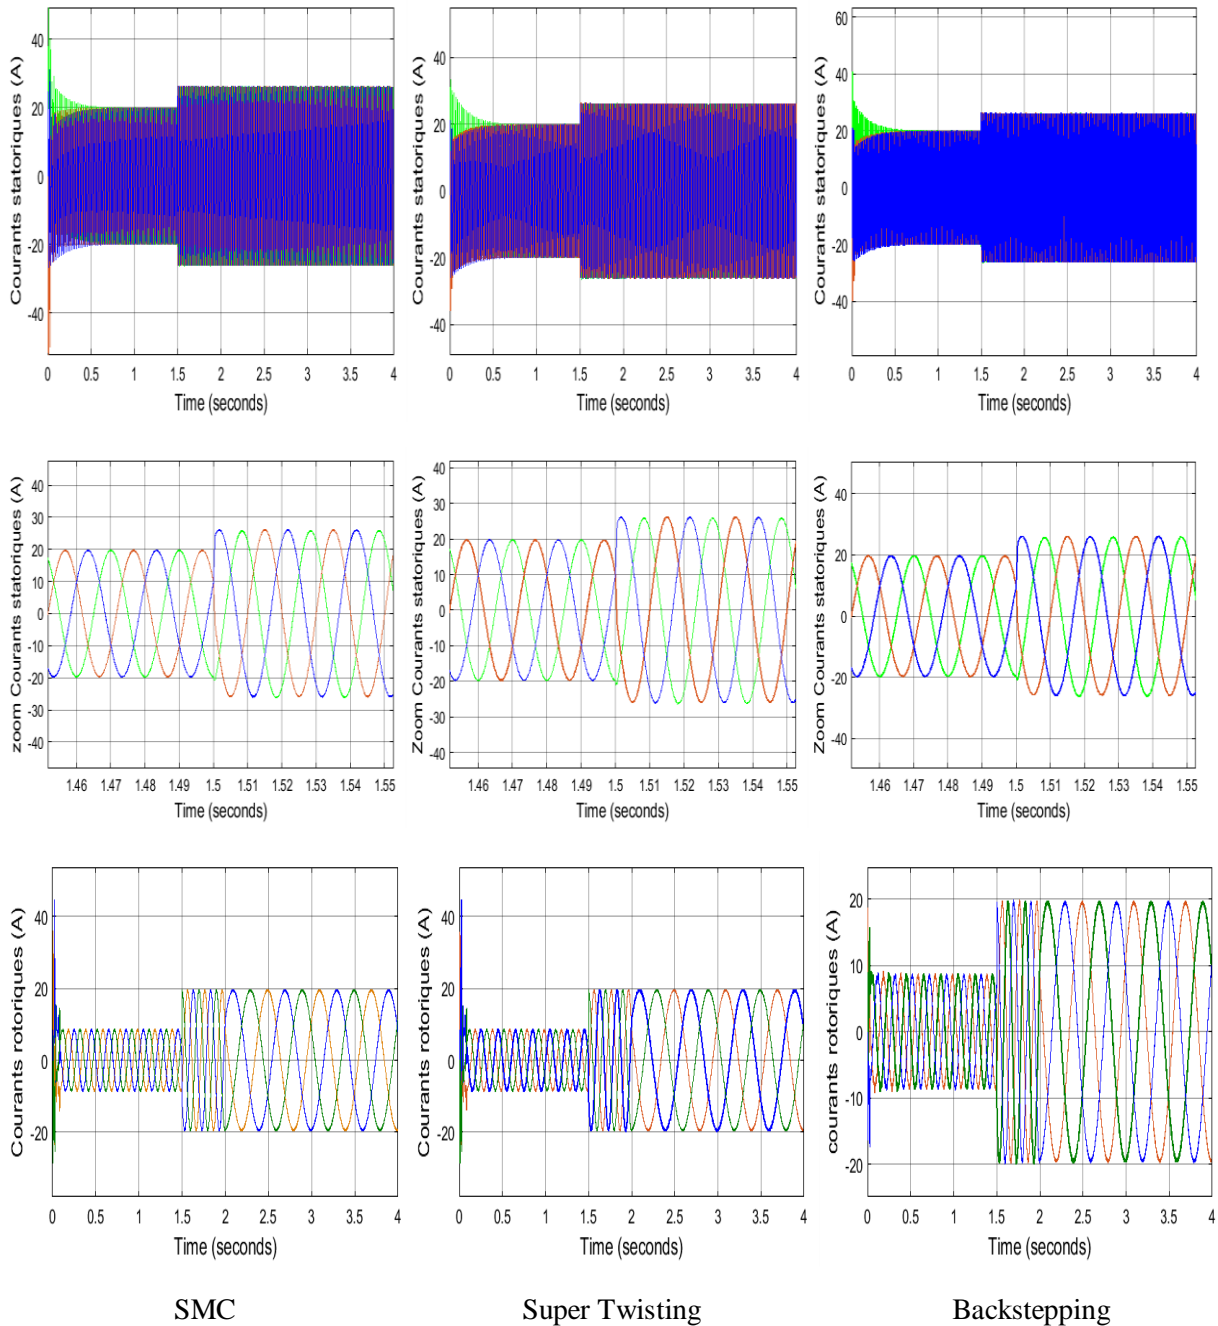 Courants statoriques (A)
40
20
0
-20
-40
0 0.5 1 1.5 2 2.5 3 3.5 4
Time (seconds)
Courants statoriques (A)
40
20
0
-20
-40
0 0.5 1 1.5 2 2.5 3 3.5 4
Time (seconds)
Courants statoriques (A)
60
40
20
0
-20
-40
0 0.5 1 1.5 2 2.5 3 3.5 4
Time (seconds)
zoom Courants statoriques (A)
40
30
20
10
0
-10
-20
-30
-40
1.46 1.47 1.48 1.49 1.5 1.51 1.52 1.53 1.54 1.55
Time (seconds)
Zoom Courants statoriques (A)
40
30
20
10
0
-10
-20
-30
-40
1.46 1.47 1.48 1.49 1.5 1.51 1.52 1.53 1.54 1.55
Time (seconds)
Zoom Courants statoriques (A)
40
20
0
-20
-40
1.46 1.47 1.48 1.49 1.5 1.51 1.52 1.53 1.54 1.55
Time (seconds)
Courants rotoriques (A)
40
20
0
-20
0 0.5 1 1.5 2 2.5 3 3.5 4
Time (seconds)
Courants rotoriques (A)
40
20
0
-20
0 0.5 1 1.5 2 2.5 3 3.5 4
Time (seconds)
courants rotoriques (A)
20
10
0
-10
-20
0 0.5 1 1.5 2 2.5 3 3.5 4
Time (seconds)
SMC
Super Twisting
Backstepping